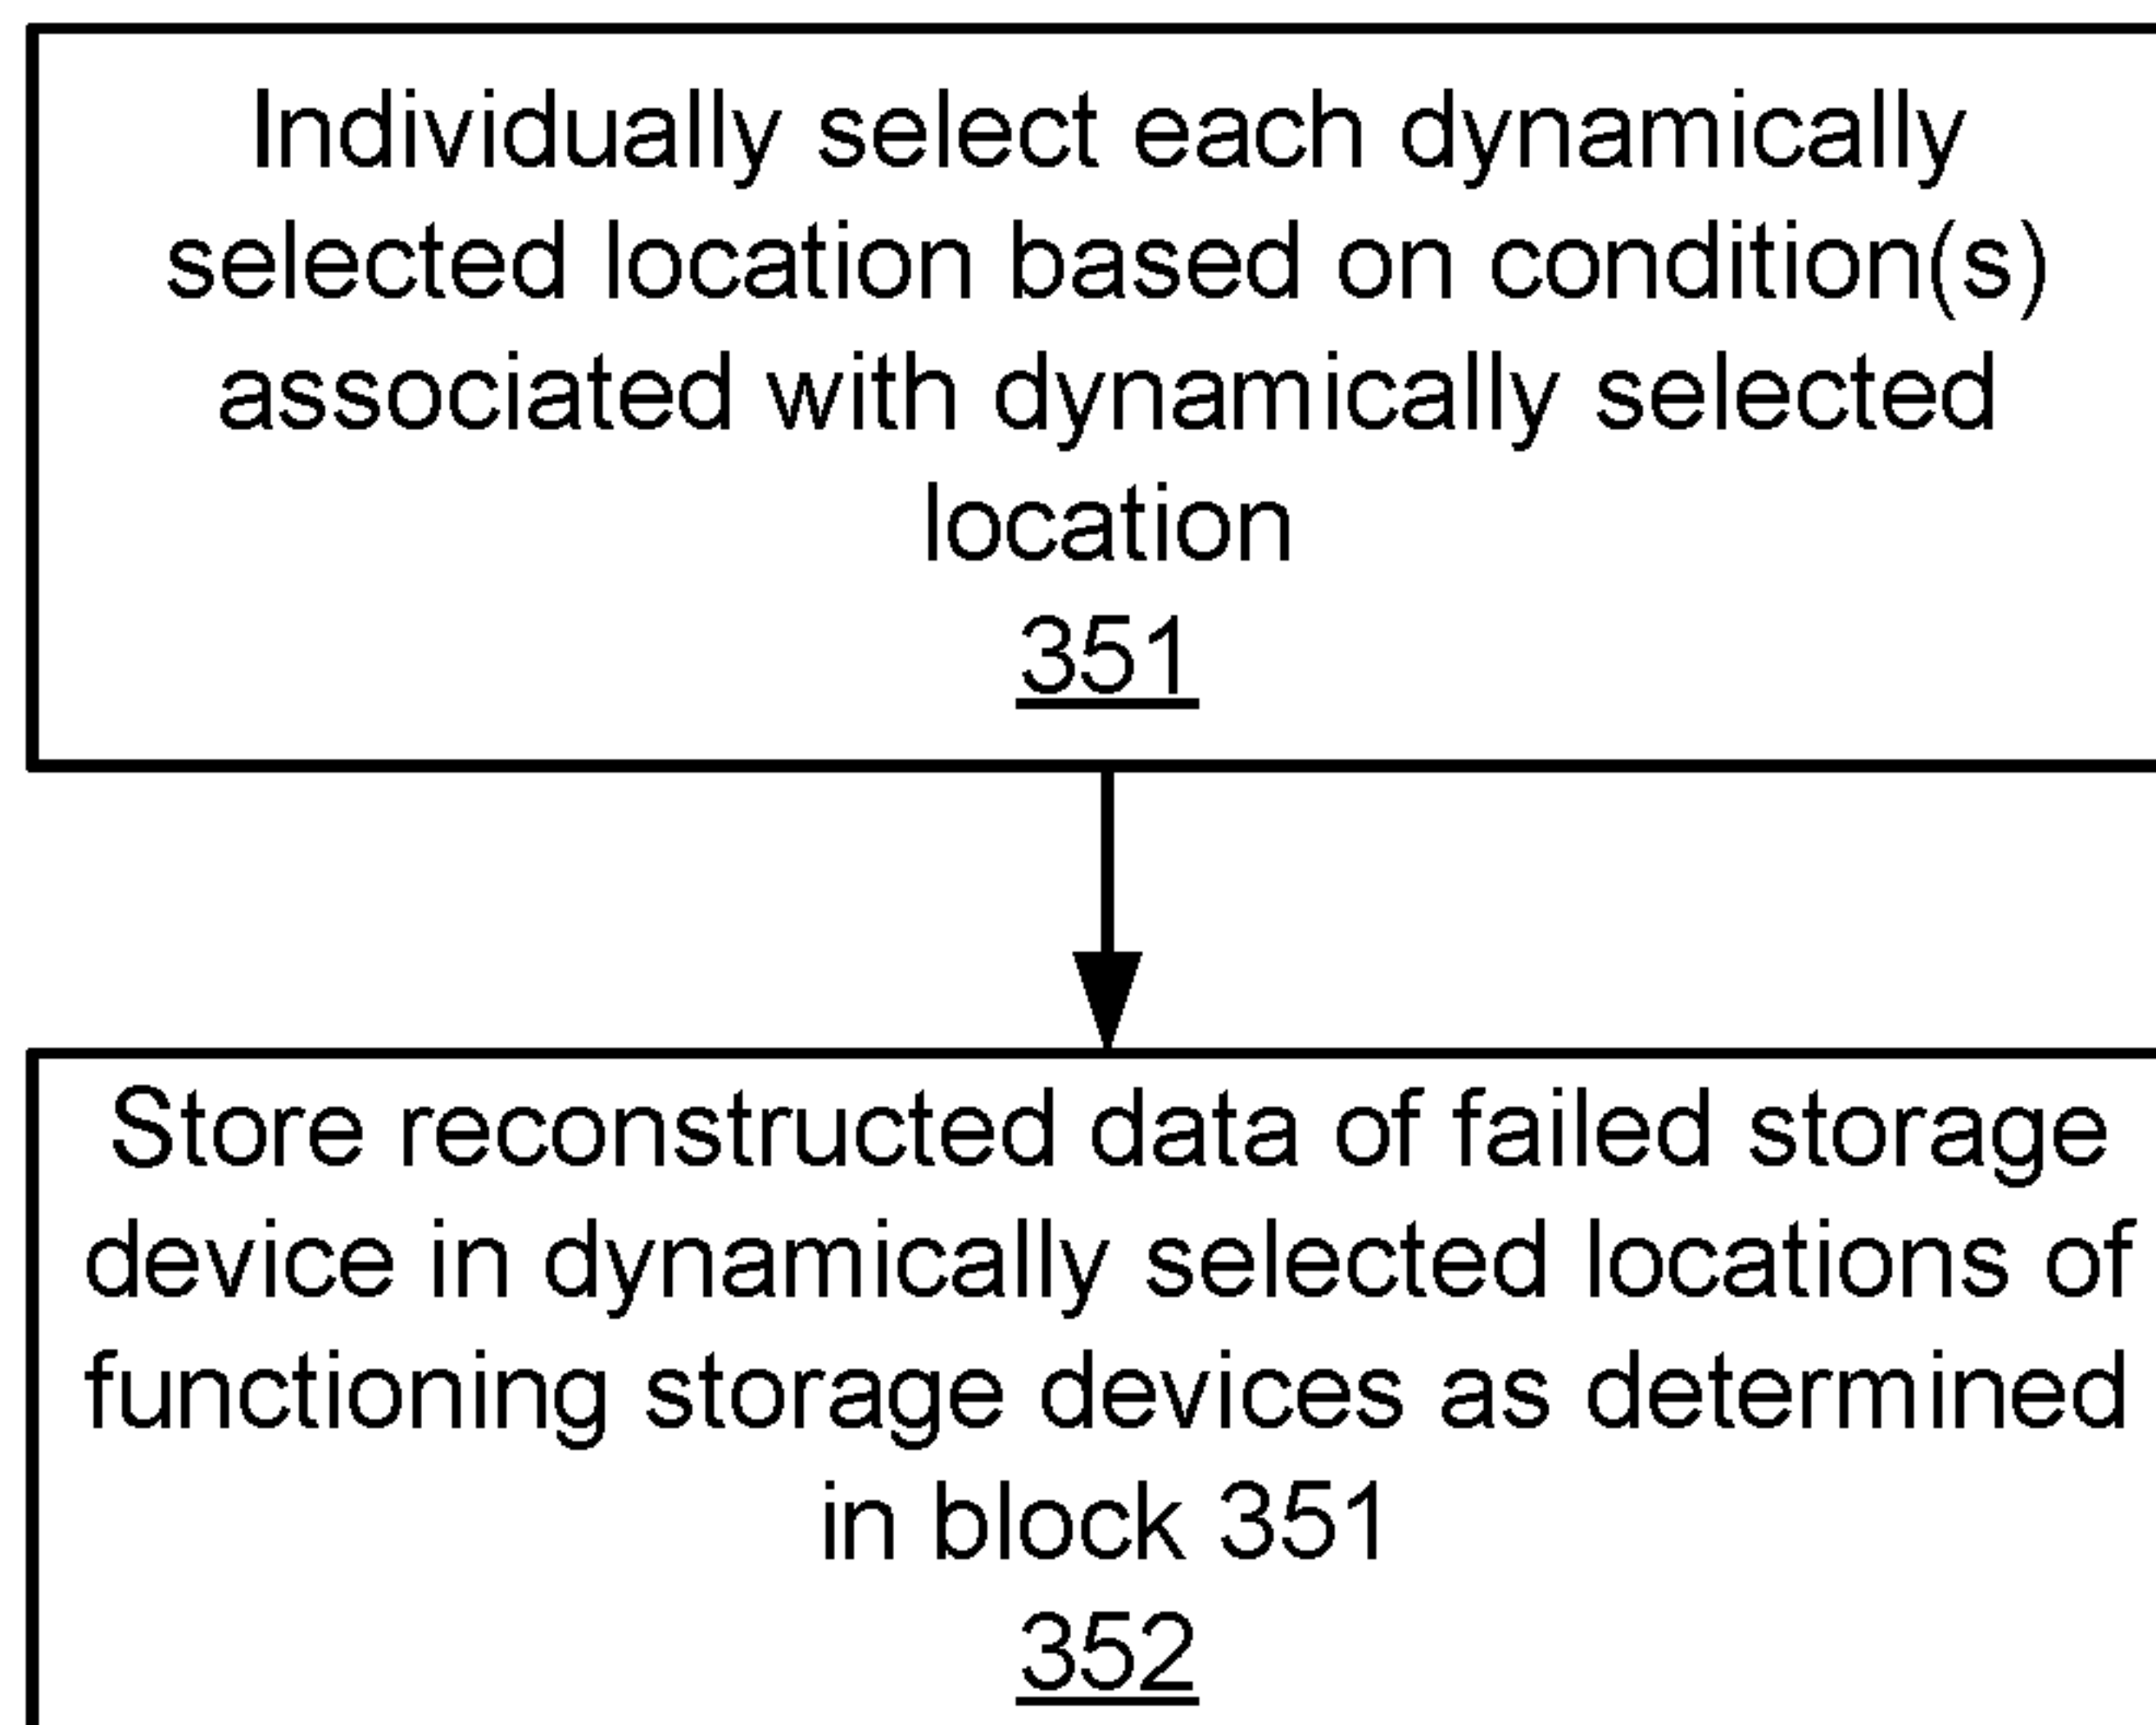 Individually select each dynamically
selected location based on condition(s)
associated with dynamically selected
location
351
Store reconstructed data of failed storage
device in dynamically selected locations of
functioning storage devices as determined
in block 351
352